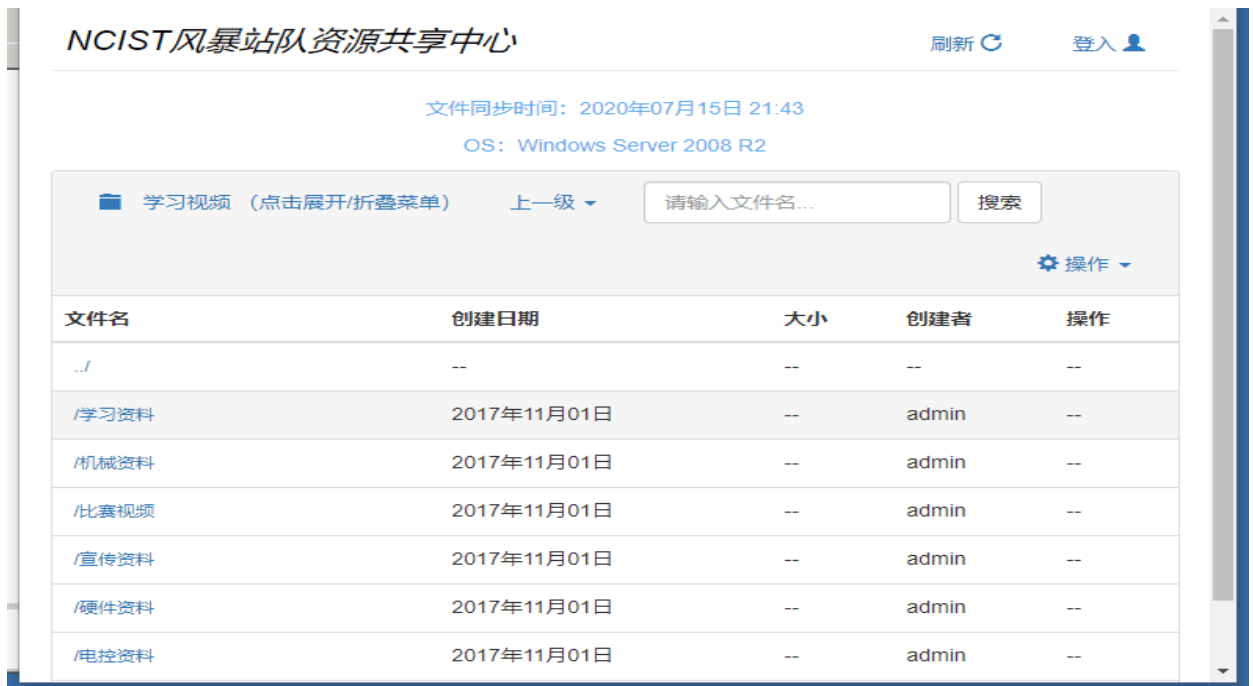 NCIST风暴站队资源共享中心 刷新 登入
文件同步时间：2020年07月15日 21:43
OS：Windows Server 2008 R2
学习视频 （点击展开/折叠菜单） 上一级 请输入文件名... 搜索
操作
文件名 创建日期 大小 创建者 操作
../ -- -- -- --
/学习资料 2017年11月01日 -- admin --
/机械资料 2017年11月01日 -- admin --
/比赛视频 2017年11月01日 -- admin --
/宣传资料 2017年11月01日 -- admin --
/硬件资料 2017年11月01日 -- admin --
/电控资料 2017年11月01日 -- admin --